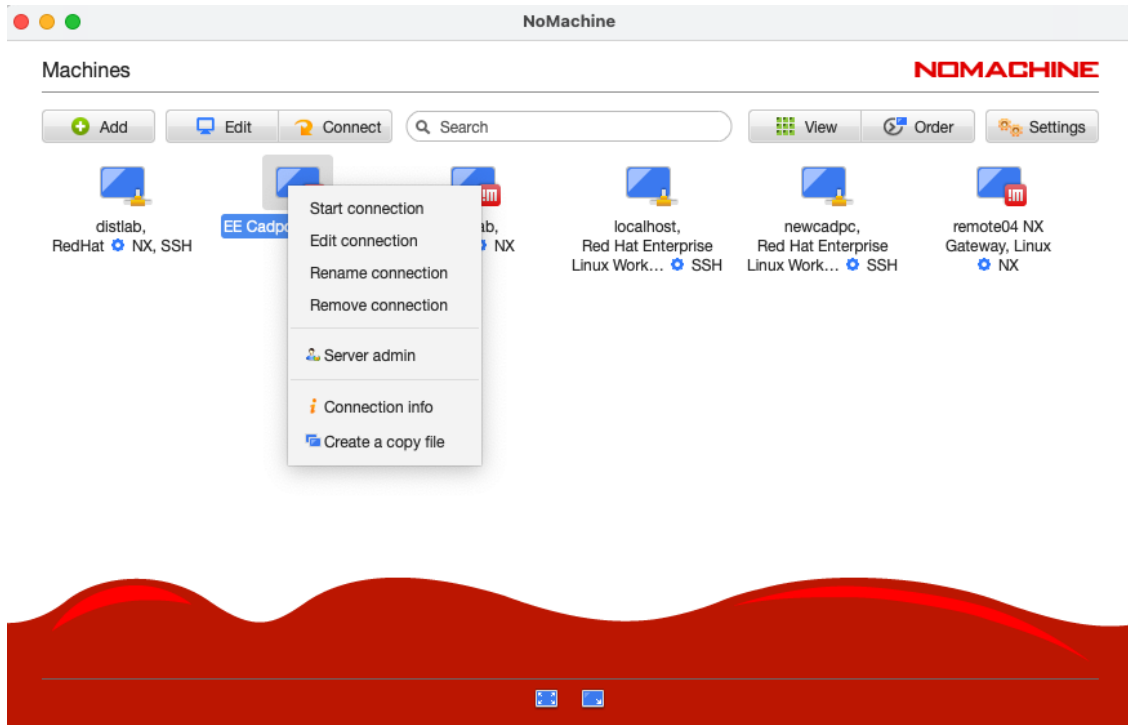 NoMachine
Machines
NOMACHINE
Add
Edit
Connect
Search
View
Order
Settings
distlab,
RedHat NX, SSH
EE
ab,
NX
localhost,
Red Hat Enterprise
Linux Work... SSH
newcadpc,
Red Hat Enterprise
Linux Work... SSH
remote04 NX
Gateway, Linux
NX
Start connection
Edit connection
Rename connection
Remove connection
Server admin
Connection info
Create a copy file